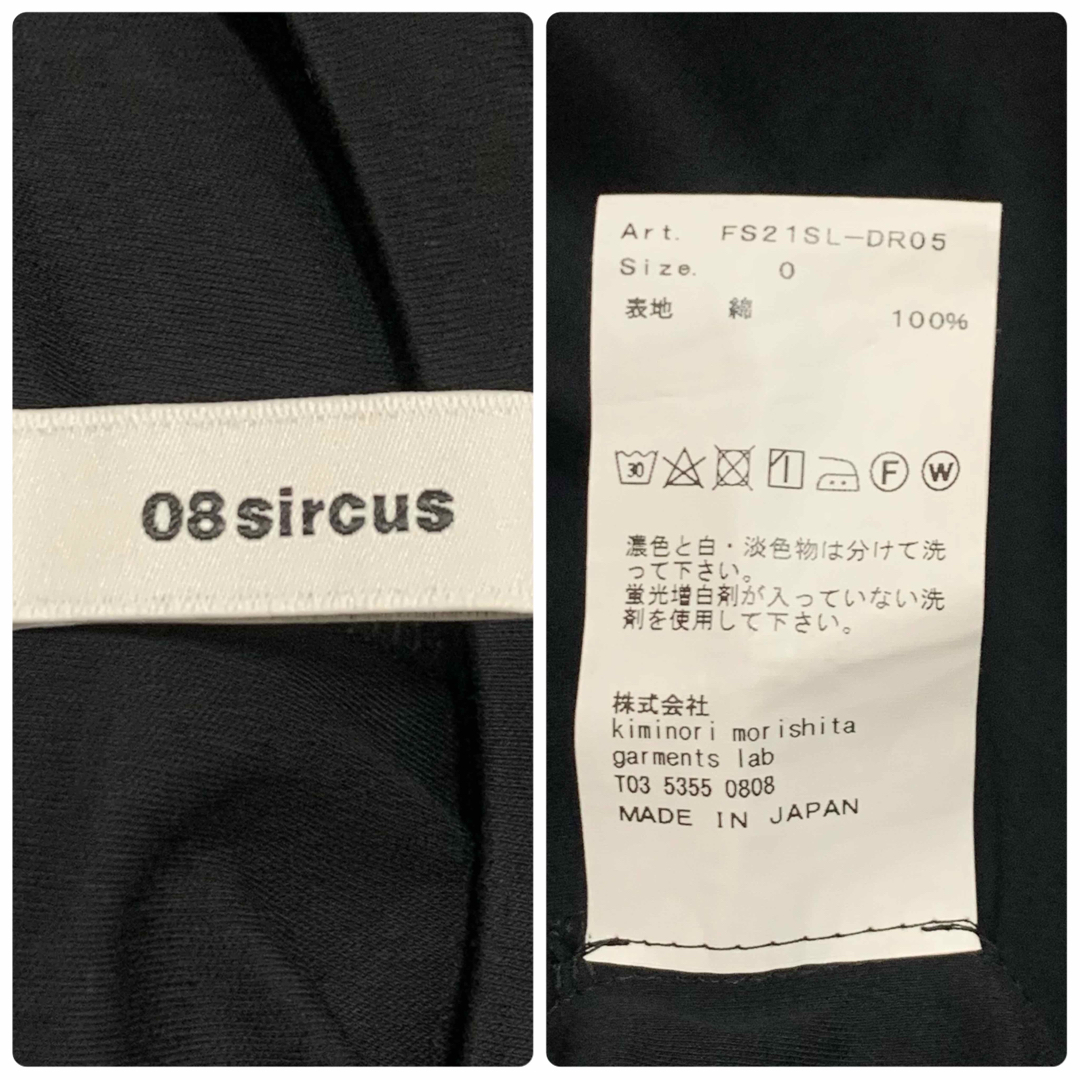 08sircus
Art. FS21SL-DR05
Size. 0
表地 綿 100%
30 F W
濃色と白・淡色物は分けて洗
って下さい。
蛍光増白剤が入っていない洗
剤を使用して下さい。
株式会社
kiminori morishita
garments lab
T03 5355 0808
MADE IN JAPAN